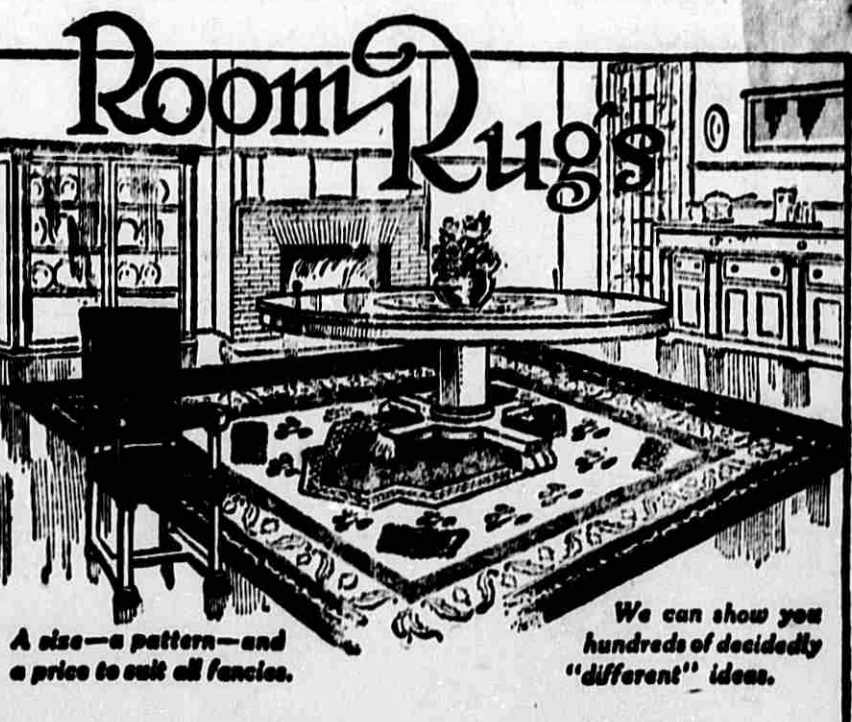 Room Rugs
A size—a pattern—and
a price to suit all fancies.
We can show you
hundreds of decidedly
"different" ideas.